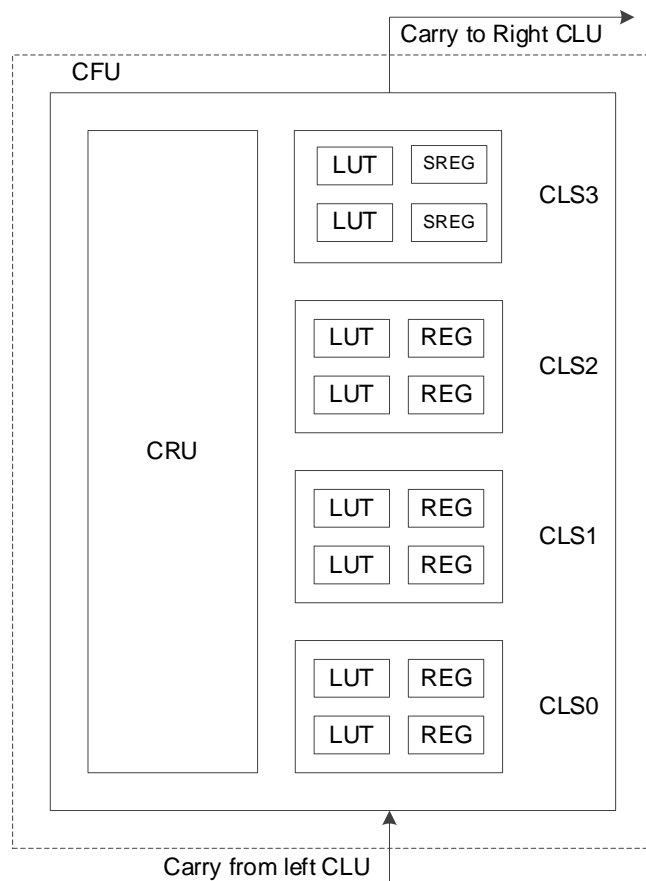 Carry to Right CLU
CFU
LUT SREG
CLS3
LUT SREG
LUT REG
CLS2
LUT REG
CRU
LUT REG
CLS1
LUT REG
LUT REG
CLS0
LUT REG
Carry from left CLU